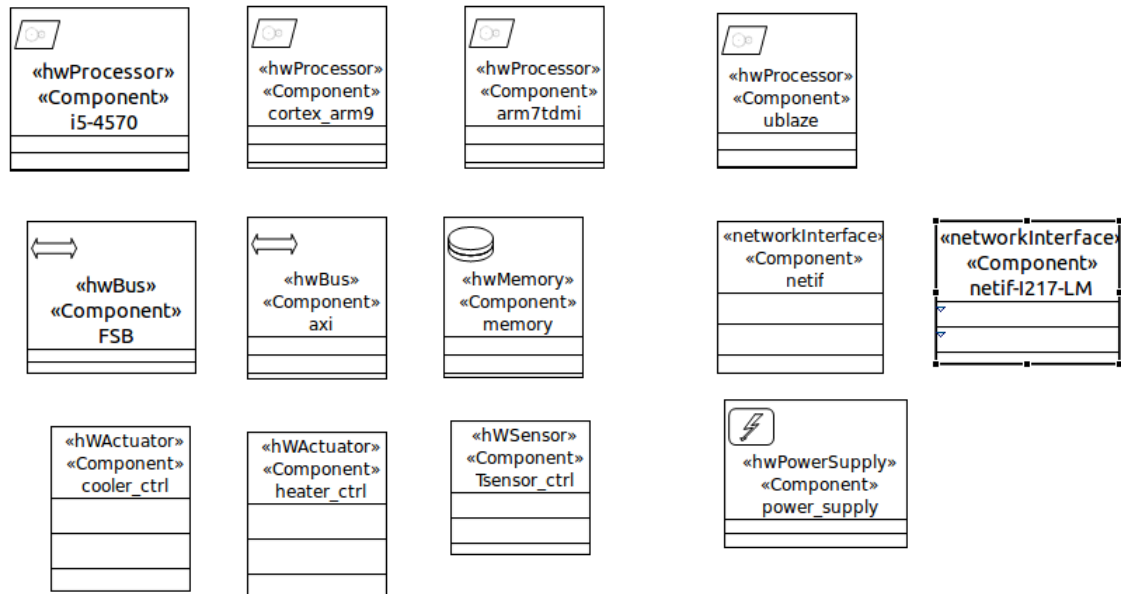 «hwProcessor»
«Component»
i5-4570
«hwProcessor»
«Component»
cortex_arm9
«hwProcessor»
«Component»
arm7tdmi
«hwProcessor»
«Component»
ublaze
«hwBus»
«Component»
FSB
«hwBus»
«Component»
axi
«hwMemory»
«Component»
memory
«networkInterface»
«Component»
netif
«networkInterface»
«Component»
netif-I217-LM
«hWActuator»
«Component»
cooler_ctrl
«hWActuator»
«Component»
heater_ctrl
«hWSensor»
«Component»
Tsensor_ctrl
«hwPowerSupply»
«Component»
power_supply